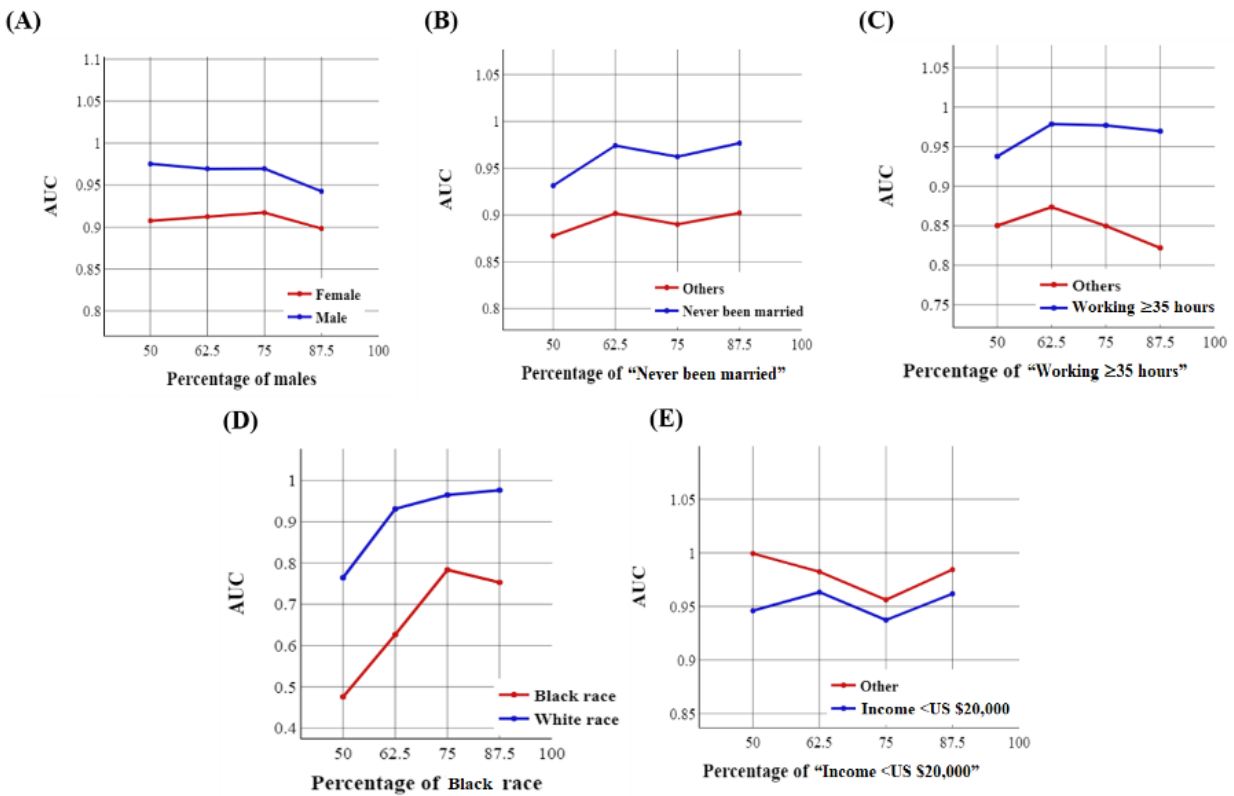 (A)
1.1
1.05
1
0.95
0.9
0.85
0.8
AUC
Female
Male
50 62.5 75 87.5 100
Percentage of males
(B)
1.05
1
0.95
0.9
0.85
0.8
AUC
Others
Never been married
50 62.5 75 87.5 100
Percentage of “Never been married”
(C)
1.05
1
0.95
0.9
0.85
0.8
0.75
AUC
Others
Working ≥35 hours
50 62.5 75 87.5 100
Percentage of “Working ≥35 hours”
(D)
1
0.9
0.8
0.7
0.6
0.5
0.4
AUC
Black race
White race
50 62.5 75 87.5 100
Percentage of Black race
(E)
1.05
1
0.95
0.9
0.85
AUC
Other
Income <US $20,000
50 62.5 75 87.5 100
Percentage of “Income <US $20,000”